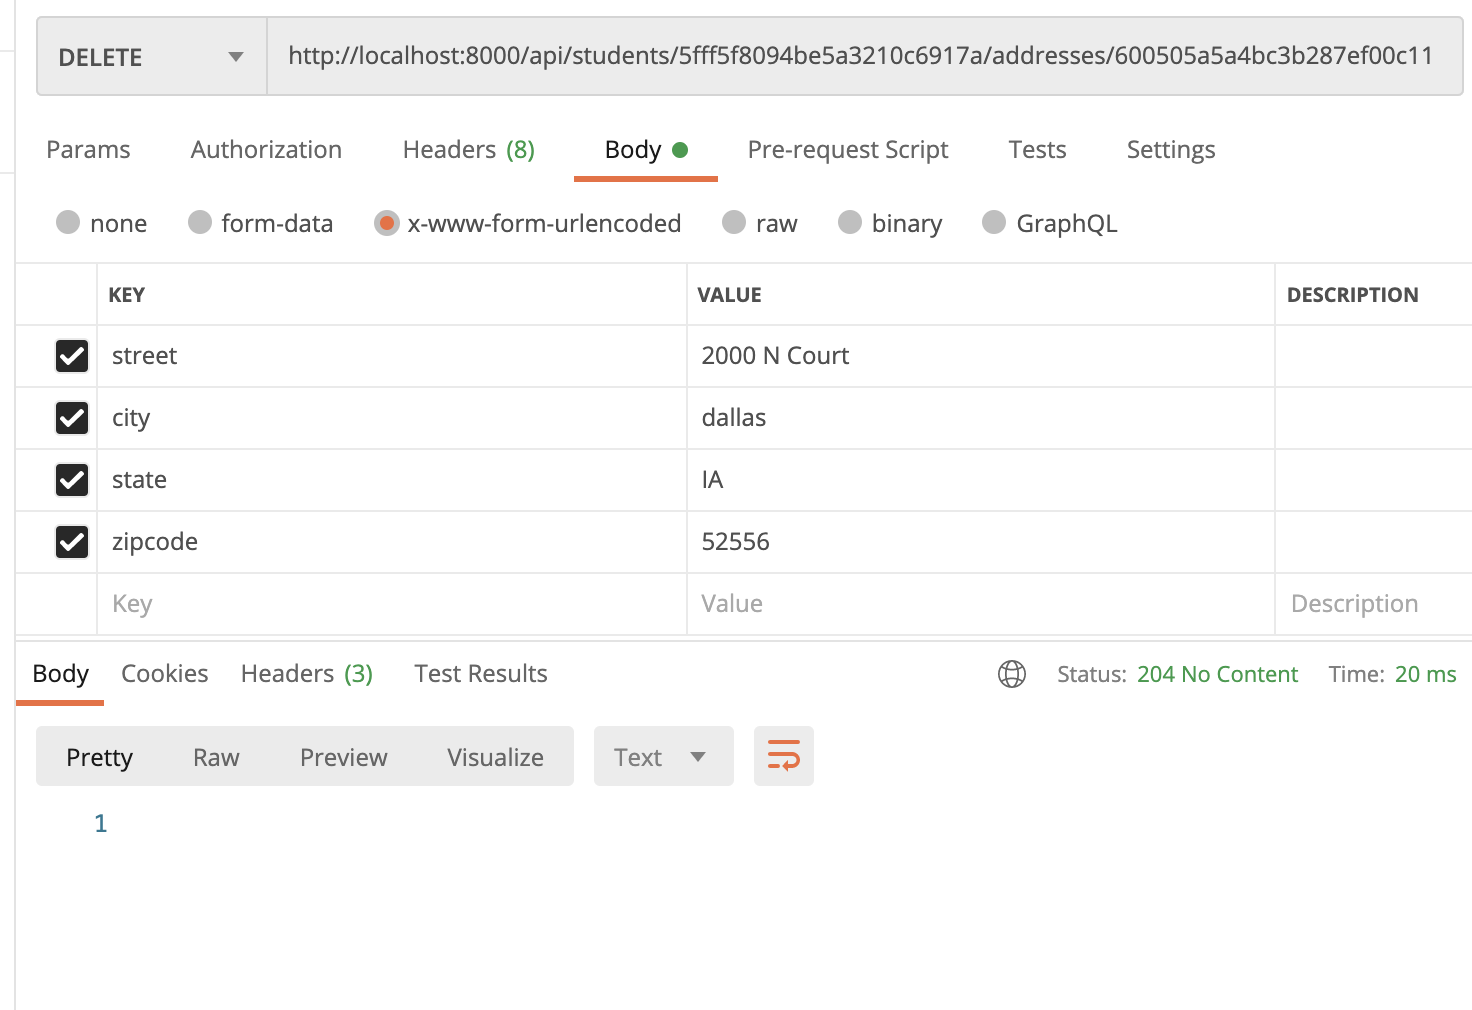 DELETE http://localhost:8000/api/students/5fff5f8094be5a3210c6917a/addresses/600505a5a4bc3b287ef00c11
Params Authorization Headers (8) Body Pre-request Script Tests Settings
none form-data x-www-form-urlencoded raw binary GraphQL
KEY VALUE DESCRIPTION
street 2000 N Court
city dallas
state IA
zipcode 52556
Key Value Description
Body Cookies Headers (3) Test Results Status: 204 No Content Time: 20 ms
Pretty Raw Preview Visualize Text
1